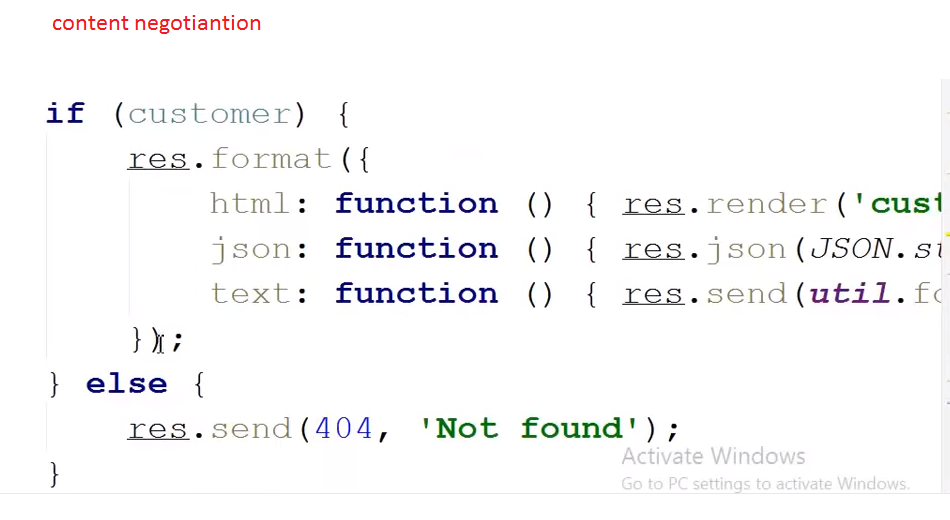 content negotiantion
if (customer) {
res.format({
html: function () { res.render('cust
json: function () { res.json(JSON.st
text: function () { res.send(util.fo
});
} else {
res.send(404, 'Not found');
}
Activate Windows
Go to PC settings to activate Windows.